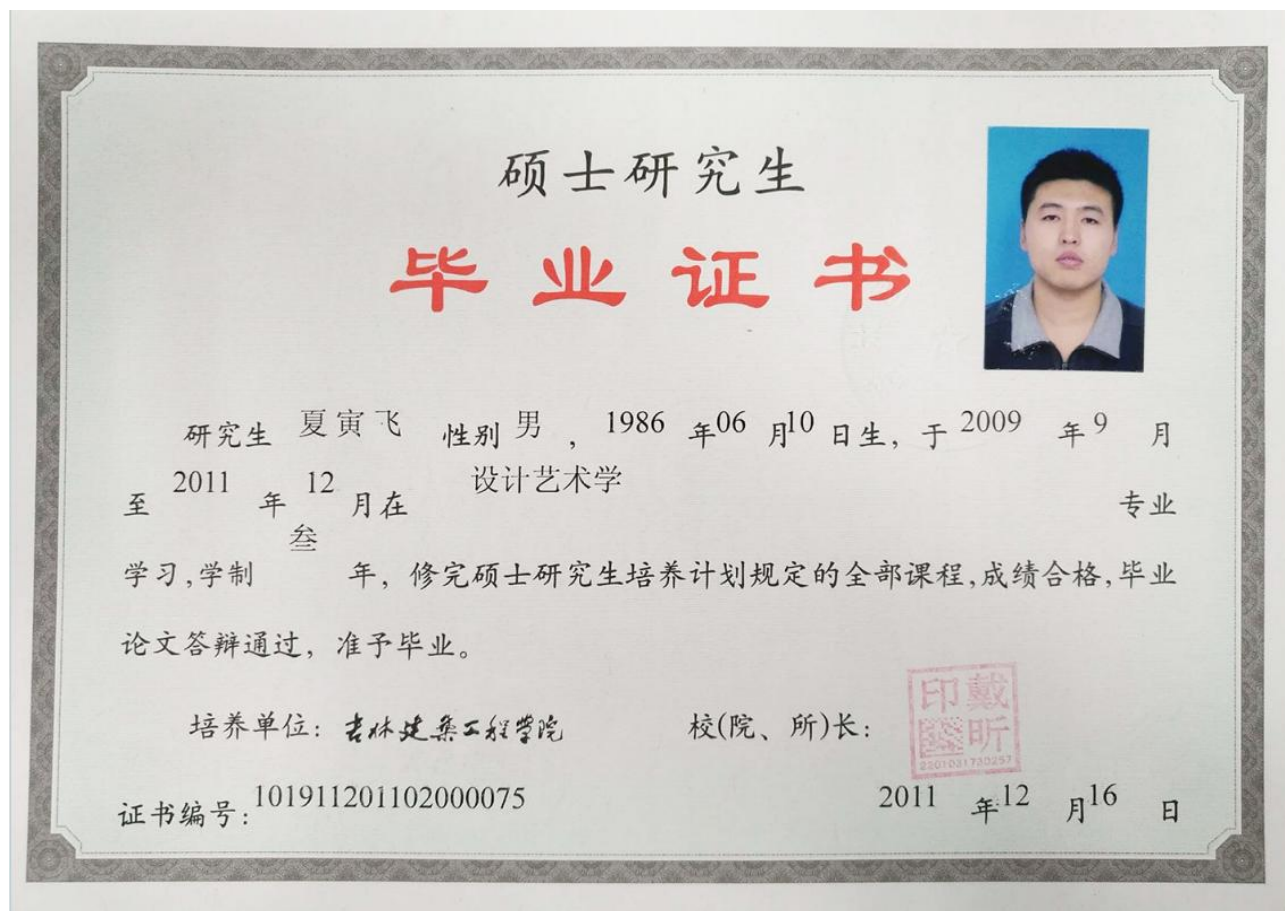 硕士研究生
毕业证书
研究生 夏寅飞 性别 男 , 1986 年 06 月 10 日生, 于 2009 年 9 月
至 2011 年 12 月在 设计艺术学 专业
学习,学制 叁 年, 修完硕士研究生培养计划规定的全部课程,成绩合格,毕业
论文答辩通过, 准予毕业。
培养单位: 吉林建筑工程学院 校(院、所)长:
戴昕印
2201031730257
证书编号: 101911201102000075 2011 年 12 月 16 日